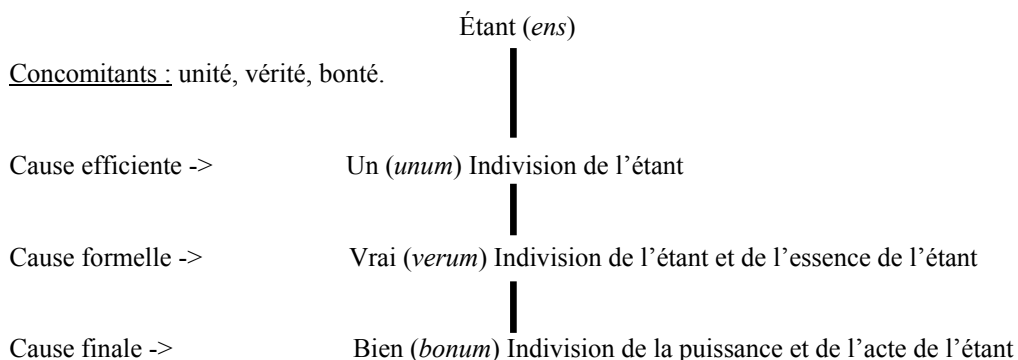 Étant (ens)
Concomitants : unité, vérité, bonté.
Cause efficiente -> Un (unum) Indivision de l’étant
Cause formelle -> Vrai (verum) Indivision de l’étant et de l’essence de l’étant
Cause finale -> Bien (bonum) Indivision de la puissance et de l’acte de l’étant